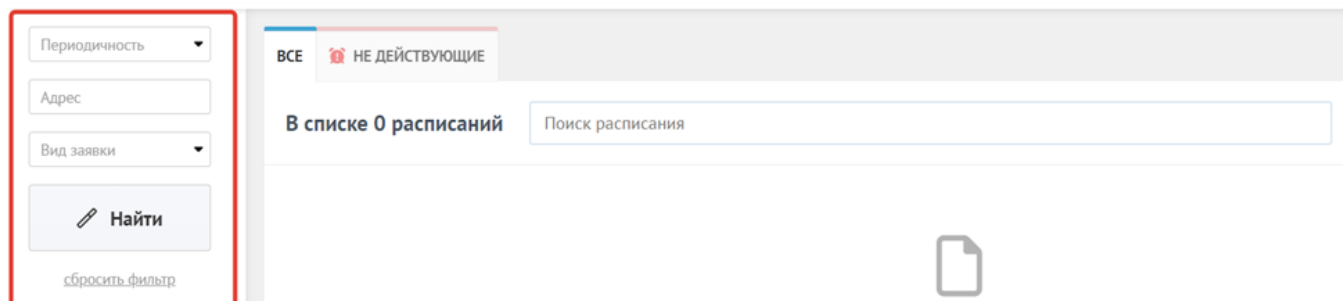 Периодичность
Адрес
Вид заявки
Найти
сбросить фильтр
ВСЕ НЕ ДЕЙСТВУЮЩИЕ
В списке 0 расписаний Поиск расписания